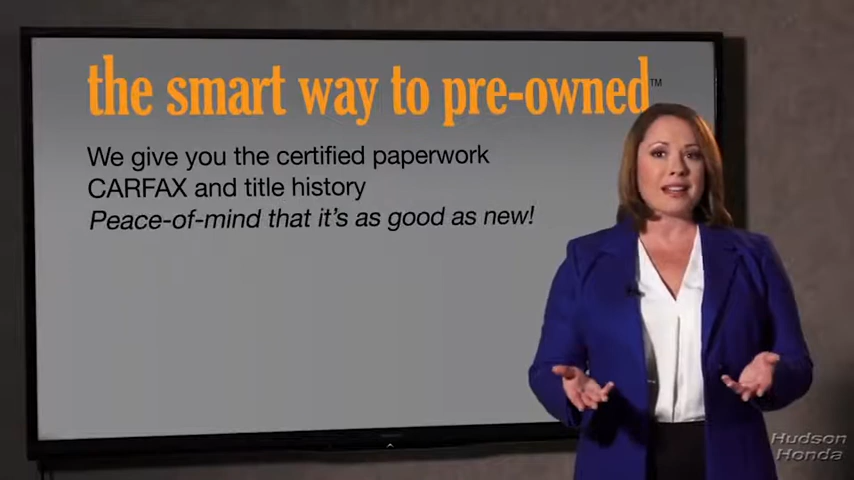 the smart way to pre-owned™
We give you the certified paperwork
CARFAX and title history
Peace-of-mind that it's as good as new!
Hudson
Honda